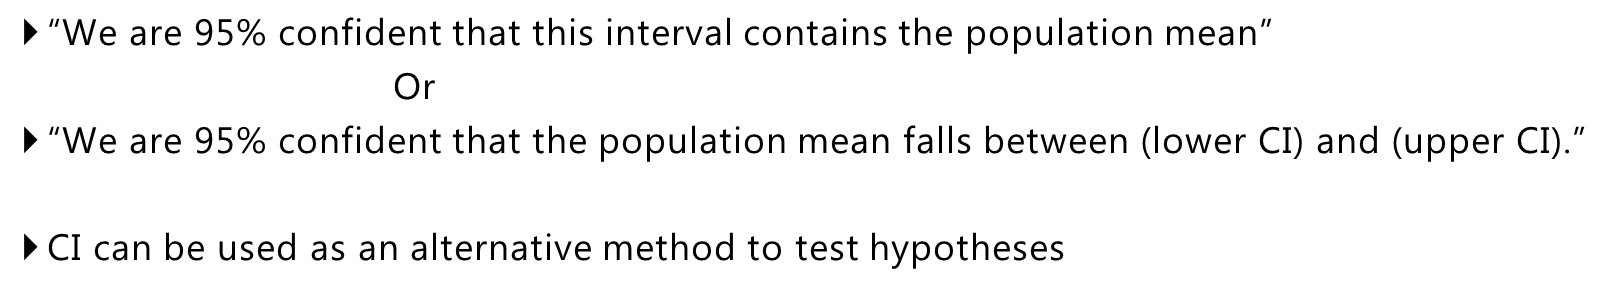 ▶ “We are 95% confident that this interval contains the population mean”
Or
▶ “We are 95% confident that the population mean falls between (lower CI) and (upper CI).”
▶ CI can be used as an alternative method to test hypotheses